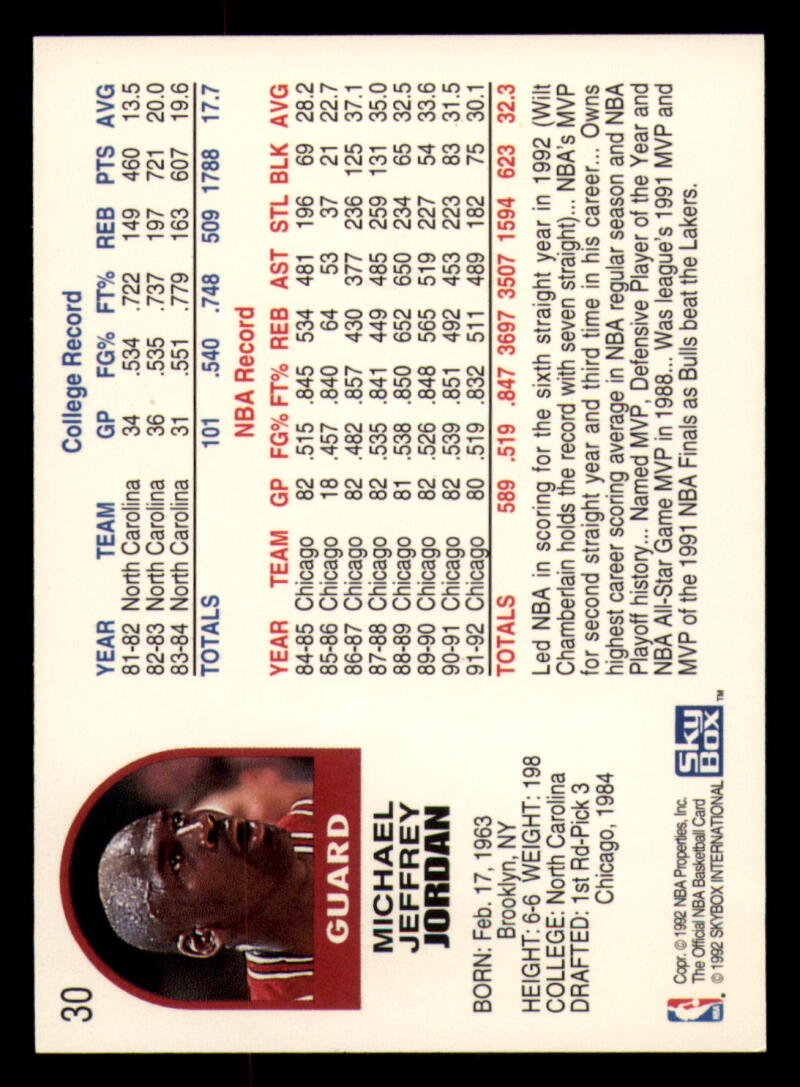 30
GUARD
MICHAEL
JEFFREY
JORDAN
BORN: Feb. 17, 1963
Brooklyn, NY
HEIGHT: 6-6 WEIGHT: 198
COLLEGE: North Carolina
DRAFTED: 1st Rd-Pick 3
Chicago, 1984
Copr. © 1992 NBA Properties, Inc.
The Official NBA Basketball Card
© 1992 SKYBOX INTERNATIONAL
NBA
Sky
Box ™
College Record
YEAR TEAM GP FG% FT% REB PTS AVG
81-82 North Carolina 34 .534 .722 149 460 13.5
82-83 North Carolina 36 .535 .737 197 721 20.0
83-84 North Carolina 31 .551 .779 163 607 19.6
TOTALS 101 .540 .748 509 1788 17.7
NBA Record
YEAR TEAM GP FG% FT% REB AST STL BLK AVG
84-85 Chicago 82 .515 .845 534 481 196 69 28.2
85-86 Chicago 18 .457 .840 64 53 37 21 22.7
86-87 Chicago 82 .482 .857 430 377 236 125 37.1
87-88 Chicago 82 .535 .841 449 485 259 131 35.0
88-89 Chicago 81 .538 .850 652 650 234 65 32.5
89-90 Chicago 82 .526 .848 565 519 227 54 33.6
90-91 Chicago 82 .539 .851 492 453 223 83 31.5
91-92 Chicago 80 .519 .832 511 489 182 75 30.1
TOTALS 589 .519 .847 3697 3507 1594 623 32.3
Led NBA in scoring for the sixth straight year in 1992 (Wilt
Chamberlain holds the record with seven straight)... NBA's MVP
for second straight year and third time in his career... Owns
highest career scoring average in NBA regular season and NBA
Playoff history... Named MVP, Defensive Player of the Year and
NBA All-Star Game MVP in 1988... Was league's 1991 MVP and
MVP of the 1991 NBA Finals as Bulls beat the Lakers.